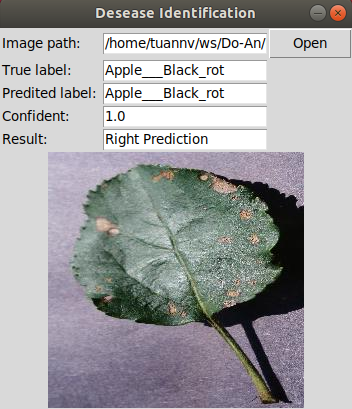 Desease Identification
Image path: /home/tuannv/ws/Do-An/ Open
True label: Apple___Black_rot
Predited label: Apple___Black_rot
Confident: 1.0
Result: Right Prediction